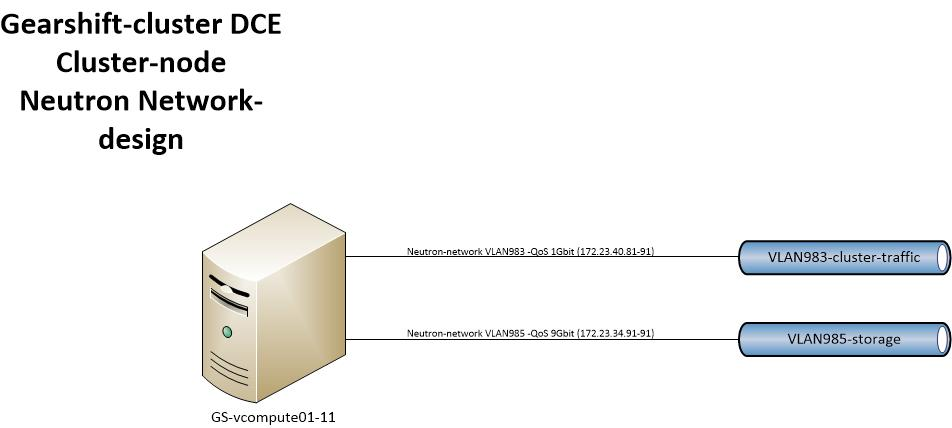 Gearshift-cluster DCE
Cluster-node
Neutron Network-
design
Neutron-network VLAN983 -QoS 1Gbit (172.23.40.81-91)
VLAN983-cluster-traffic
Neutron-network VLAN985 -QoS 9Gbit (172.23.34.91-91)
VLAN985-storage
GS-vcompute01-11